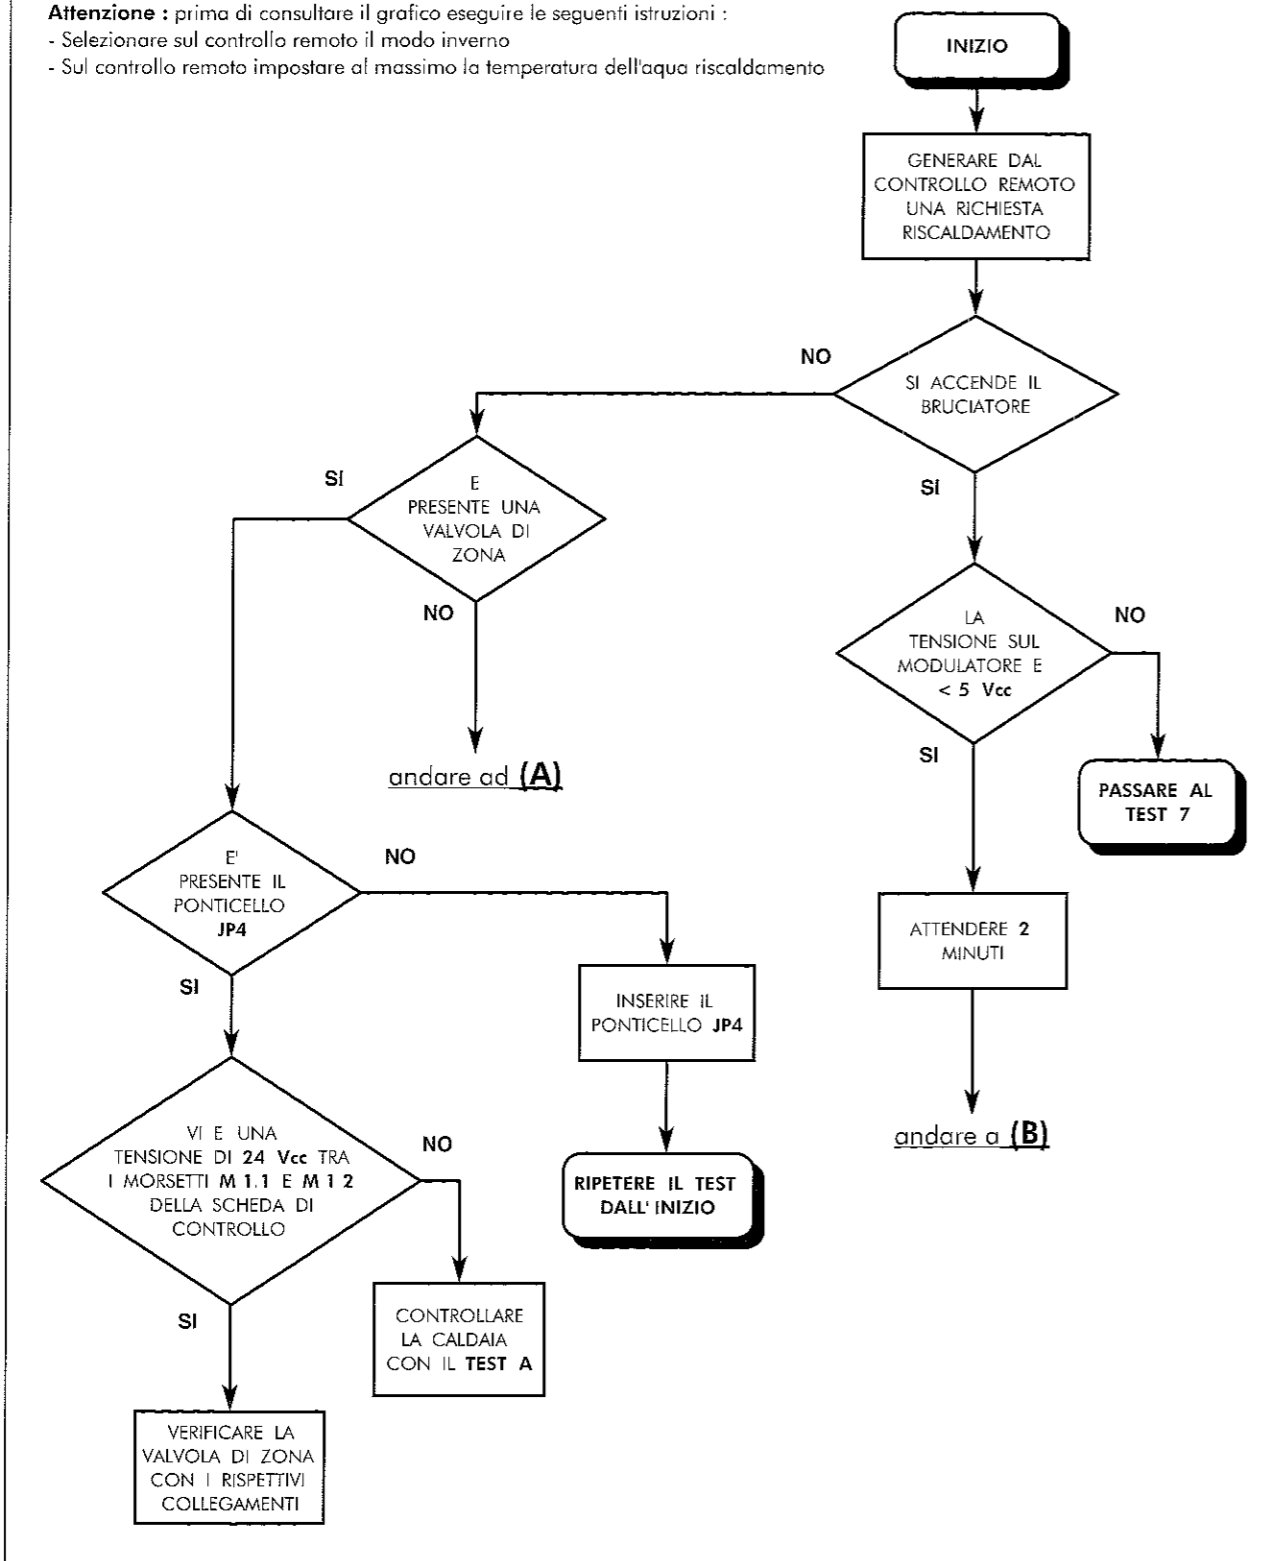 Attenzione : prima di consultare il grafico eseguire le seguenti istruzioni :
- Selezionare sul controllo remoto il modo inverno
- Sul controllo remoto impostare al massimo la temperatura dell'aqua riscaldamento
INIZIO
GENERARE DAL
CONTROLLO REMOTO
UNA RICHIESTA
RISCALDAMENTO
NO
SI ACCENDE IL
BRUCIATORE
SI
SI
E
PRESENTE UNA
VALVOLA DI
ZONA
NO
LA
TENSIONE SUL
MODULATORE E
< 5 Vcc
NO
SI
andare ad (A)
PASSARE AL
TEST 7
E'
PRESENTE IL
PONTICELLO
JP4
NO
SI
ATTENDERE 2
MINUTI
INSERIRE IL
PONTICELLO JP4
andare a (B)
VI E UNA
TENSIONE DI 24 Vcc TRA
I MORSETTI M 1.1 E M 1 2
DELLA SCHEDA DI
CONTROLLO
NO
SI
RIPETERE IL TEST
DALL' INIZIO
CONTROLLARE
LA CALDAIA
CON IL TEST A
VERIFICARE LA
VALVOLA DI ZONA
CON I RISPETTIVI
COLLEGAMENTI